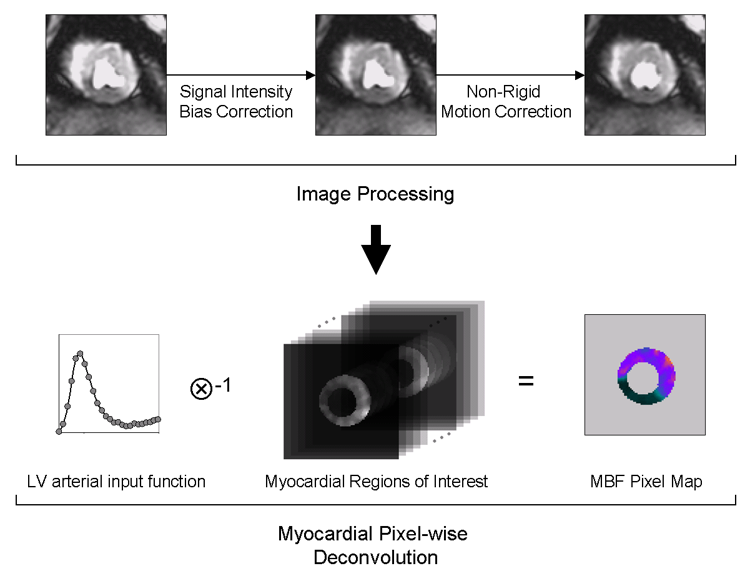 Signal Intensity
Bias Correction
Non-Rigid
Motion Correction
Image Processing
⊗-1
=
LV arterial input function
Myocardial Regions of Interest
MBF Pixel Map
Myocardial Pixel-wise
Deconvolution